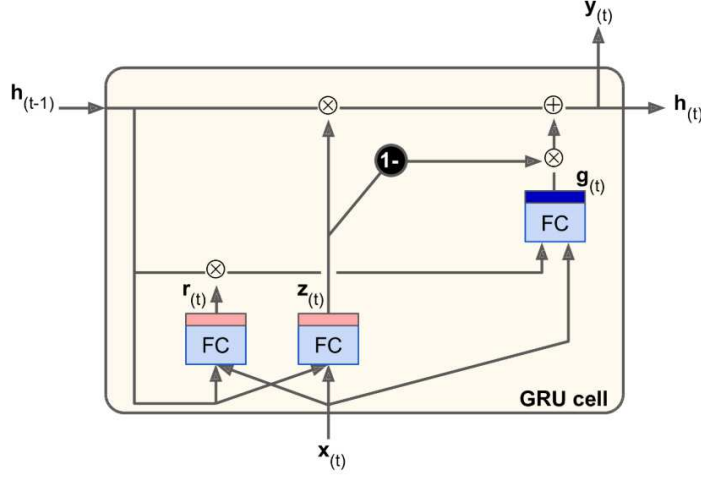 y(t)
h(t-1)
h(t)
1-
g(t)
FC
r(t)
z(t)
FC
FC
GRU cell
x(t)